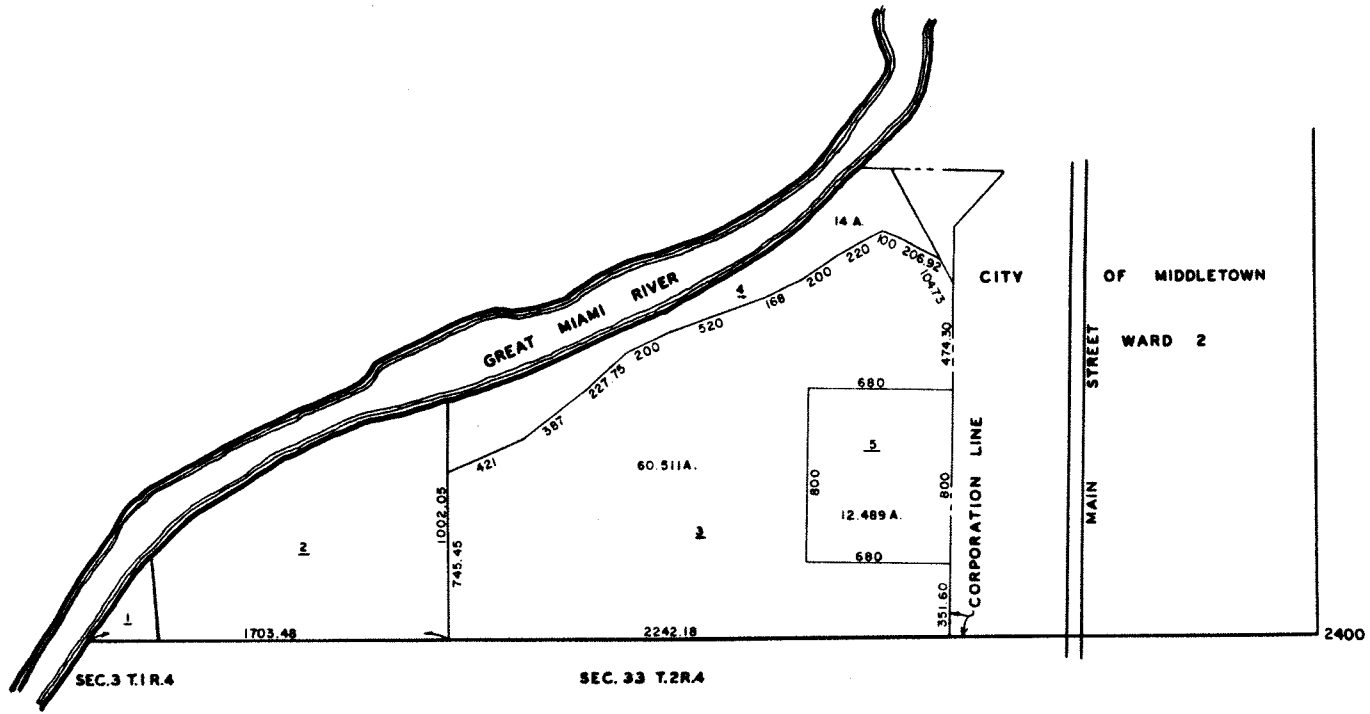 14 A.
100
206.92
220
104.73
200
168
520
200
227.75
387
421
4
GREAT MIAMI RIVER
CITY OF MIDDLETOWN
WARD 2
MAIN STREET
474.30
680
5
800
800
12.489 A.
680
60.511A.
3
1002.05
745.45
2
1
351.60
CORPORATION LINE
1703.48
2242.18
2400
SEC.3 T.1 R.4
SEC. 33 T.2R.4